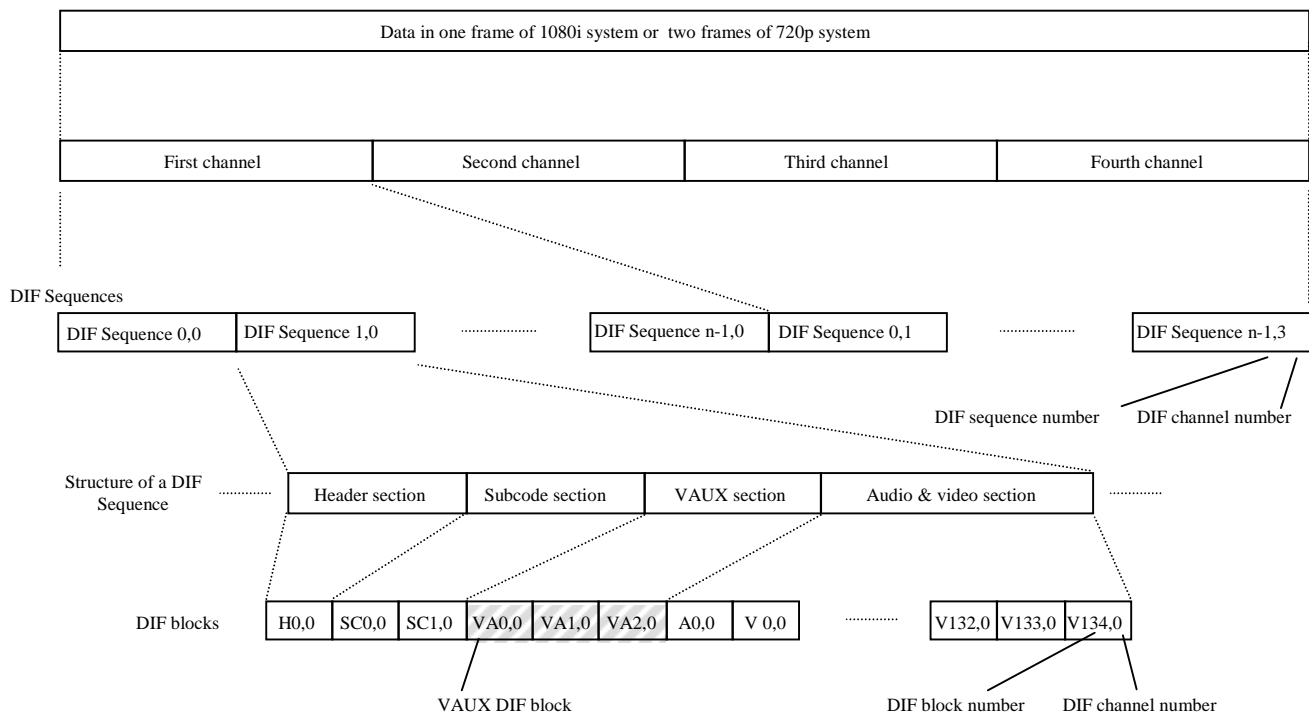 Data in one frame of 1080i system or two frames of 720p system
First channel
Second channel
Third channel
Fourth channel
DIF Sequences
DIF Sequence 0,0
DIF Sequence 1,0
DIF Sequence n-1,0
DIF Sequence 0,1
DIF Sequence n-1,3
DIF sequence number
DIF channel number
Structure of a DIF
Sequence
Header section
Subcode section
VAUX section
Audio & video section
DIF blocks
H0,0
SC0,0
SC1,0
VA0,0
VA1,0
VA2,0
A0,0
V 0,0
V132,0
V133,0
V134,0
VAUX DIF block
DIF block number
DIF channel number